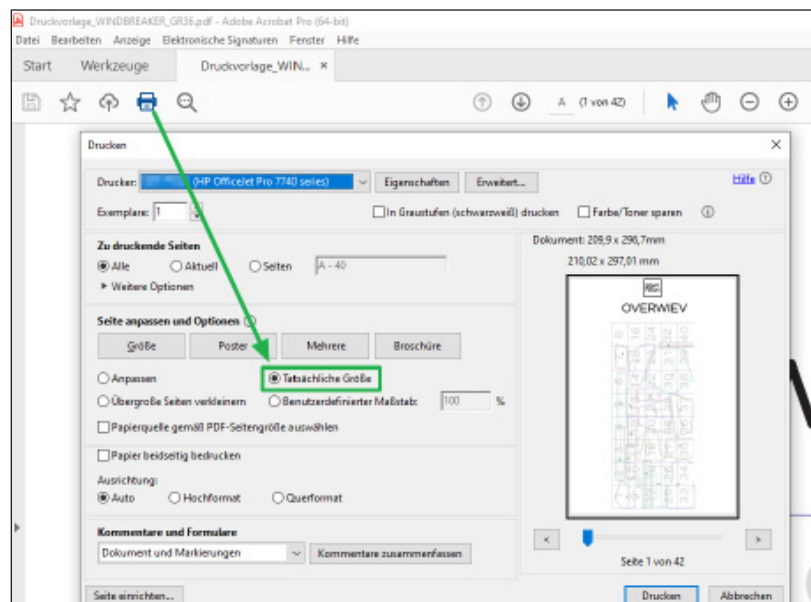 Druckvorlage_WINDBREAKER_GR36.pdf - Adobe Acrobat Pro (64-bit)
Datei Bearbeiten Anzeige Elektronische Signaturen Fenster Hilfe
Start Werkzeuge Druckvorlage_WIN... ×
A (1 von 42)
Drucken
Drucker: (HP OfficeJet Pro 7740 series) Eigenschaften Erweitert... Hilfe
Exemplare: 1 In Graustufen (schwarzweiß) drucken Farbe/Toner sparen
Zu druckende Seiten Dokument: 209,9 x 296,7mm
Alle Aktuell Seiten A - 40 210,02 x 297,01 mm
Weitere Optionen
OVERWIEV
Seite anpassen und Optionen
Größe Poster Mehrere Broschüre
Anpassen Tatsächliche Größe
Übergroße Seiten verkleinern Benutzerdefinierter Maßstab: 100 %
Papierquelle gemäß PDF-Seitengröße auswählen
Papier beidseitig bedrucken
Ausrichtung:
Auto Hochformat Querformat
Kommentare und Formulare
< >
Dokument und Markierungen Kommentare zusammenfassen
Seite 1 von 42
Seite einrichten... Drucken Abbrechen